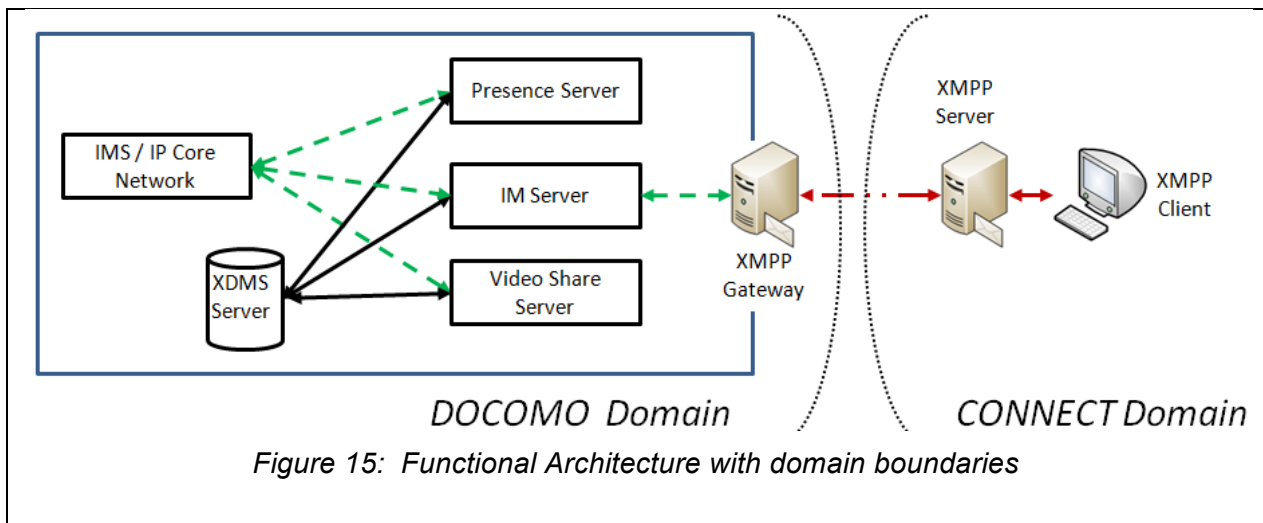 Presence Server
IMS / IP Core
Network
IM Server
XDMS
Server
Video Share
Server
XMPP
Gateway
XMPP
Server
XMPP
Client
DOCOMO Domain
CONNECT Domain
Figure 15: Functional Architecture with domain boundaries